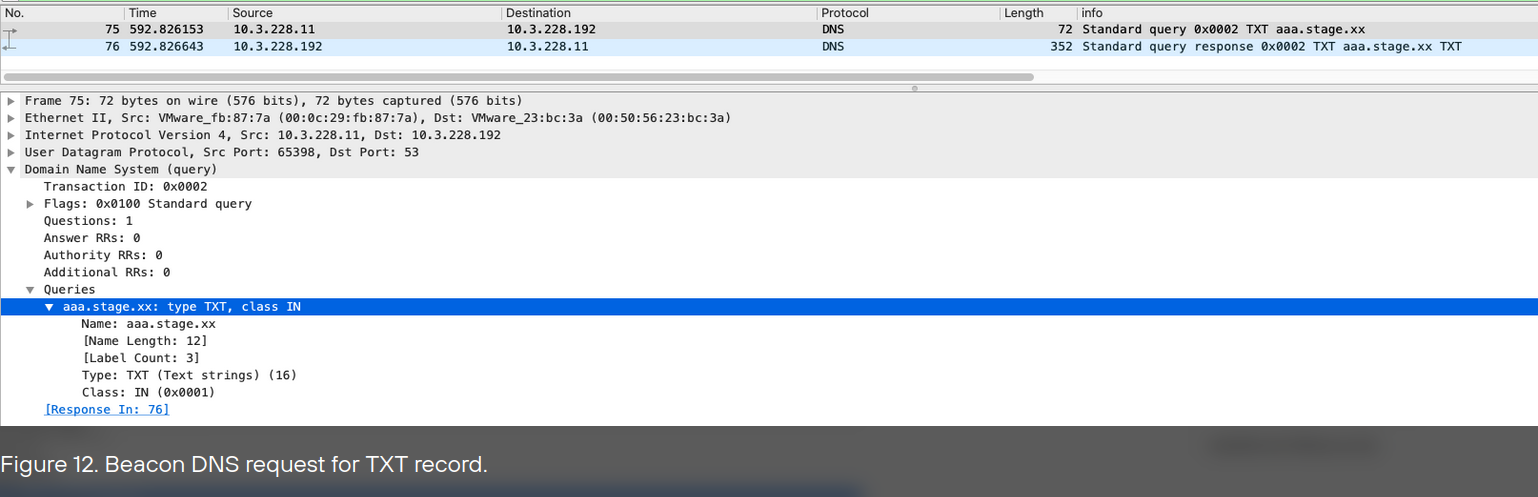 No. Time Source Destination Protocol Length info
75 592.826153 10.3.228.11 10.3.228.192 DNS 72 Standard query 0x0002 TXT aaa.stage.xx
76 592.826643 10.3.228.192 10.3.228.11 DNS 352 Standard query response 0x0002 TXT aaa.stage.xx TXT
Frame 75: 72 bytes on wire (576 bits), 72 bytes captured (576 bits)
Ethernet II, Src: VMware_fb:87:7a (00:0c:29:fb:87:7a), Dst: VMware_23:bc:3a (00:50:56:23:bc:3a)
Internet Protocol Version 4, Src: 10.3.228.11, Dst: 10.3.228.192
User Datagram Protocol, Src Port: 65398, Dst Port: 53
Domain Name System (query)
Transaction ID: 0x0002
Flags: 0x0100 Standard query
Questions: 1
Answer RRs: 0
Authority RRs: 0
Additional RRs: 0
Queries
aaa.stage.xx: type TXT, class IN
Name: aaa.stage.xx
[Name Length: 12]
[Label Count: 3]
Type: TXT (Text strings) (16)
Class: IN (0x0001)
[Response In: 76]
Figure 12. Beacon DNS request for TXT record.